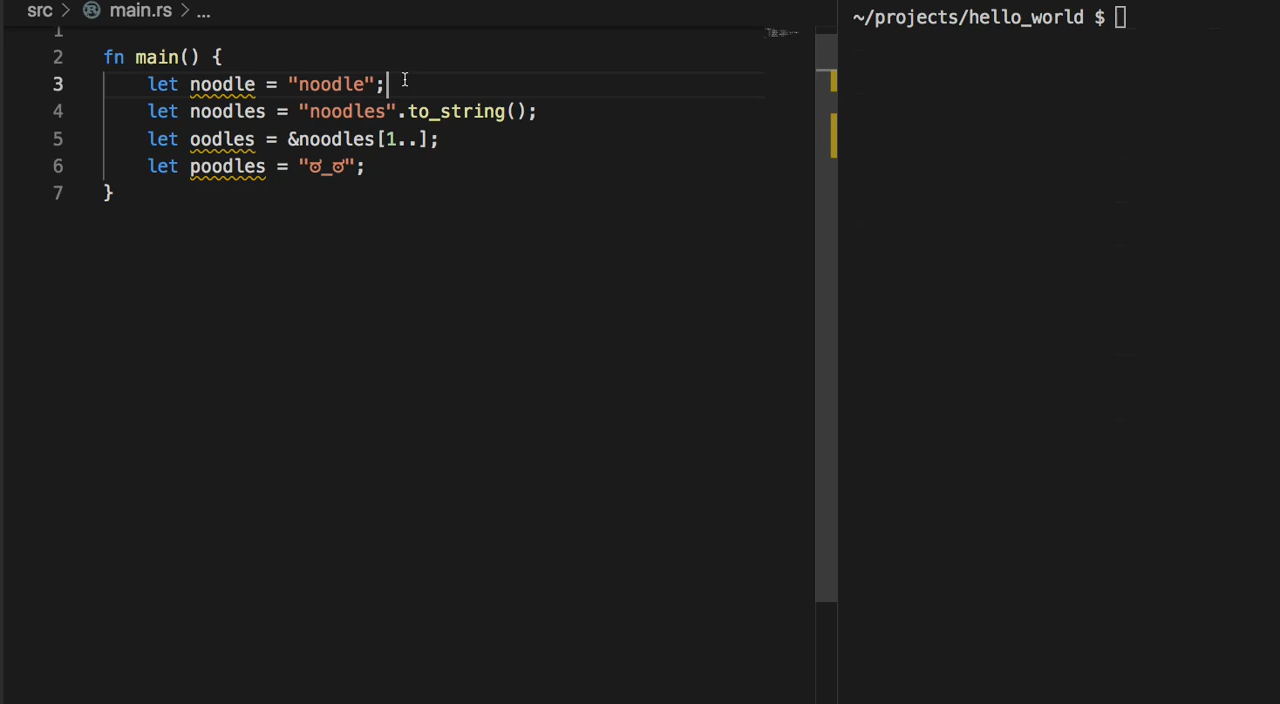 src > main.rs > ...
~/projects/hello_world $
1
2 fn main() {
3 let noodle = "noodle";
4 let noodles = "noodles".to_string();
5 let oodles = &noodles[1..];
6 let poodles = "ಠ_ಠ";
7 }